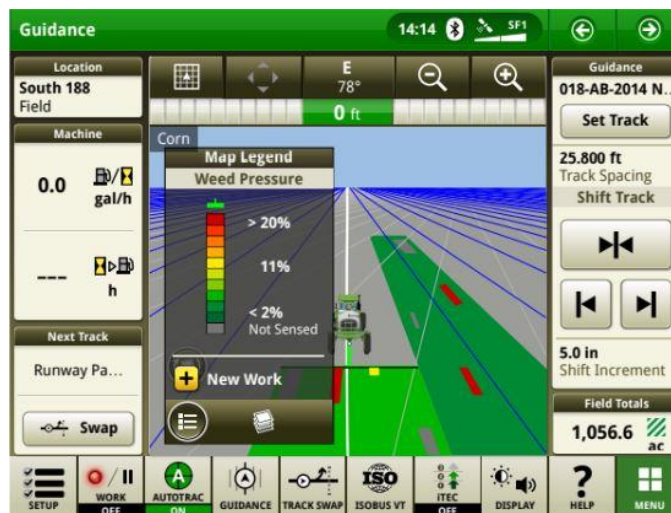 Guidance
14:14
SF1
Location
South 188
Field
Machine
0.0
gal/h
---
h
Next Track
Runway Pa...
Swap
E
78°
0 ft
Corn
Map Legend
Weed Pressure
> 20%
11%
< 2%
Not Sensed
New Work
Guidance
018-AB-2014 N...
Set Track
25.800 ft
Track Spacing
Shift Track
5.0 in
Shift Increment
Field Totals
1,056.6
ac
SETUP
WORK
OFF
A
AUTOTRAC
ON
GUIDANCE
TRACK SWAP
ISO
ISOBUS VT
iTEC
OFF
DISPLAY
?
HELP
MENU